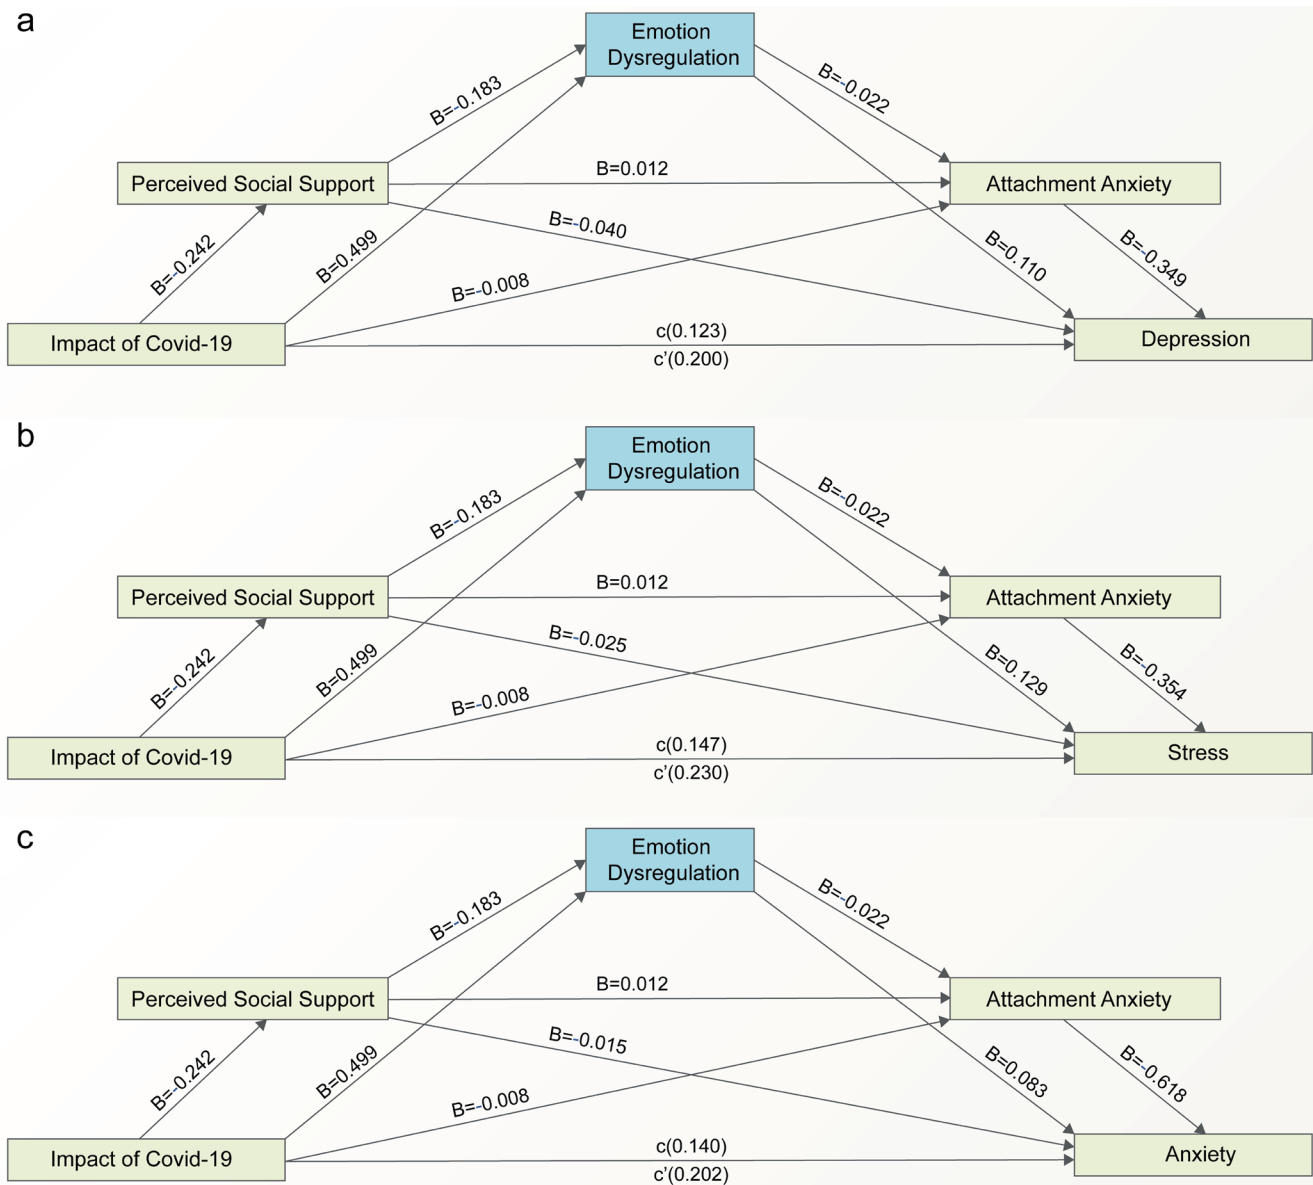 a
Emotion
Dysregulation
B=-0.183
B=-0.022
Perceived Social Support
B=0.012
Attachment Anxiety
B=-0.242
B=0.499
B=-0.040
B=-0.008
B=0.110
B=-0.349
Impact of Covid-19
c(0.123)
c’(0.200)
Depression
b
Emotion
Dysregulation
B=-0.183
B=-0.022
Perceived Social Support
B=0.012
Attachment Anxiety
B=-0.242
B=0.499
B=-0.025
B=-0.008
B=0.129
B=-0.354
Impact of Covid-19
c(0.147)
c’(0.230)
Stress
c
Emotion
Dysregulation
B=-0.183
B=-0.022
Perceived Social Support
B=0.012
Attachment Anxiety
B=-0.242
B=0.499
B=-0.015
B=-0.008
B=0.083
B=-0.618
Impact of Covid-19
c(0.140)
c’(0.202)
Anxiety